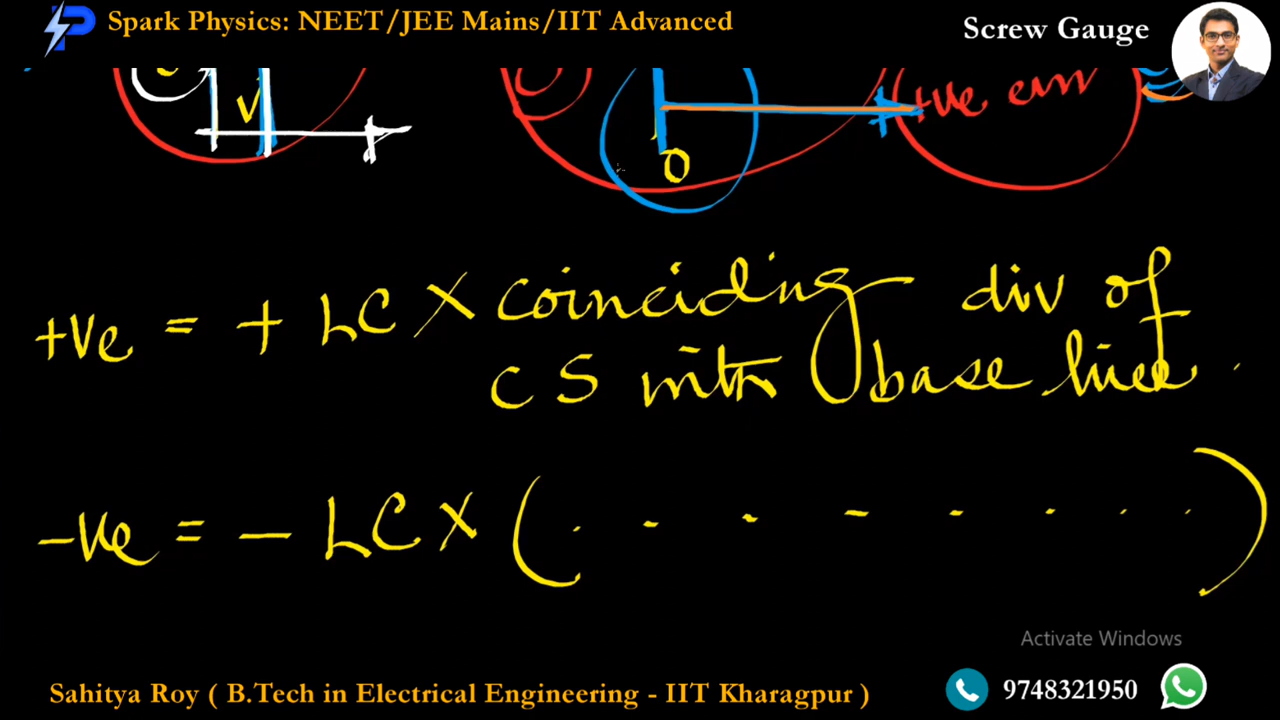 Spark Physics: NEET/JEE Mains/IIT Advanced
Screw Gauge
+ve
0
+ve = + LC × coinciding div of
CS with base line.
-ve = - LC × ( . - - - - . . . )
Activate Windows
Sahitya Roy ( B.Tech in Electrical Engineering - IIT Kharagpur )
9748321950